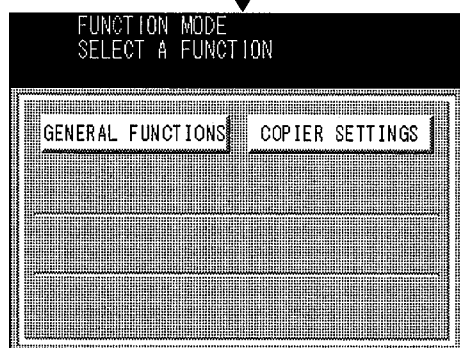 FUNCTION MODE
SELECT A FUNCTION
GENERAL FUNCTIONS COPIER SETTINGS